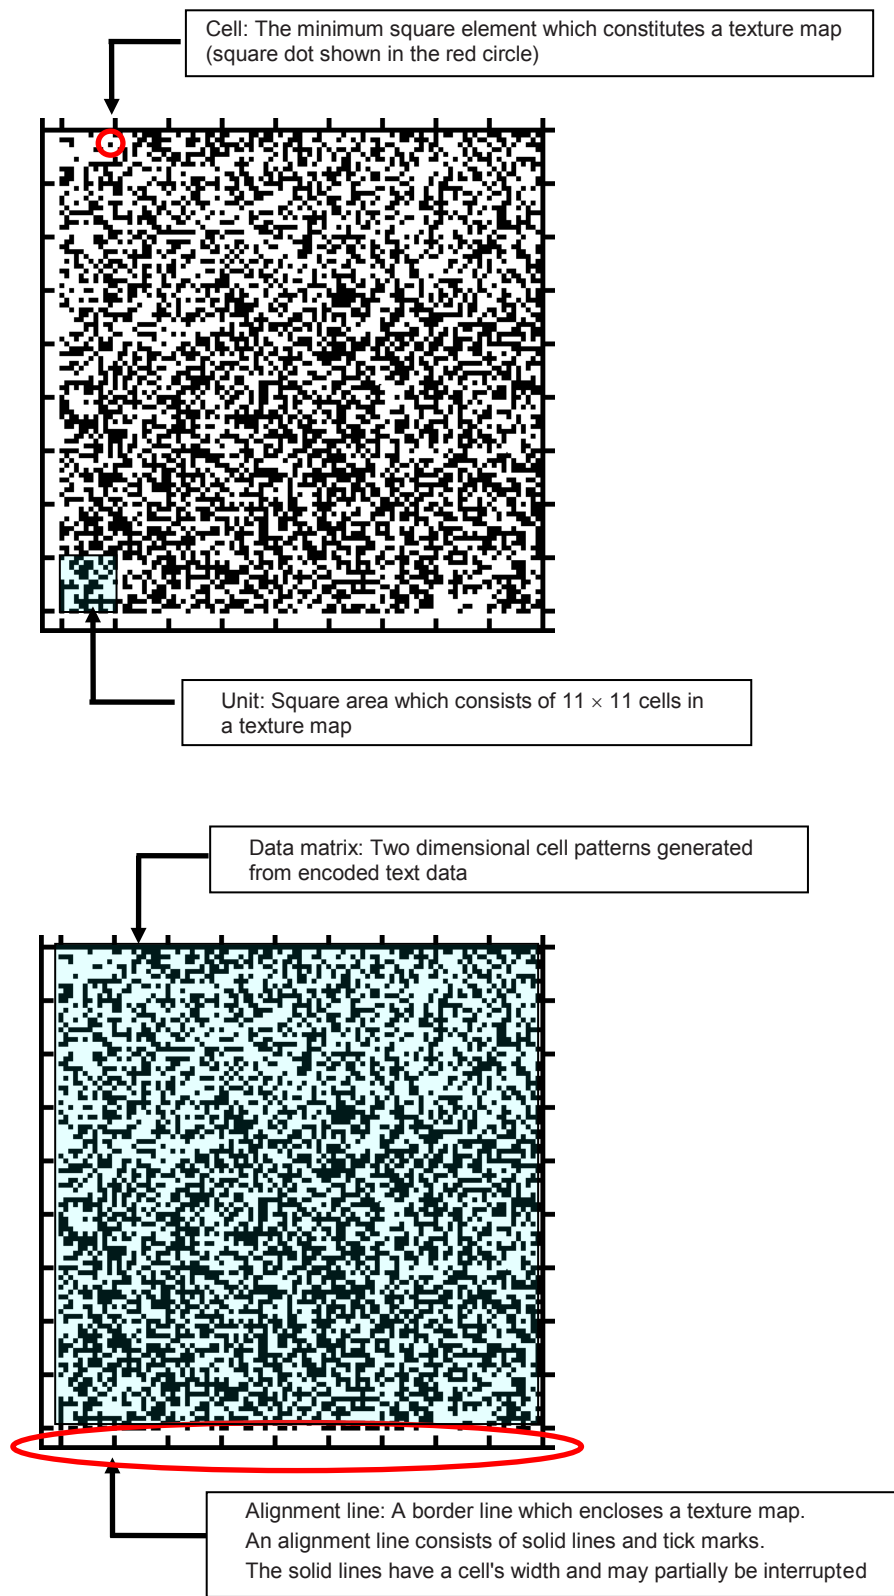 Cell: The minimum square element which constitutes a texture map
(square dot shown in the red circle)
Unit: Square area which consists of 11 × 11 cells in
a texture map
Data matrix: Two dimensional cell patterns generated
from encoded text data
Alignment line: A border line which encloses a texture map.
An alignment line consists of solid lines and tick marks.
The solid lines have a cell's width and may partially be interrupted